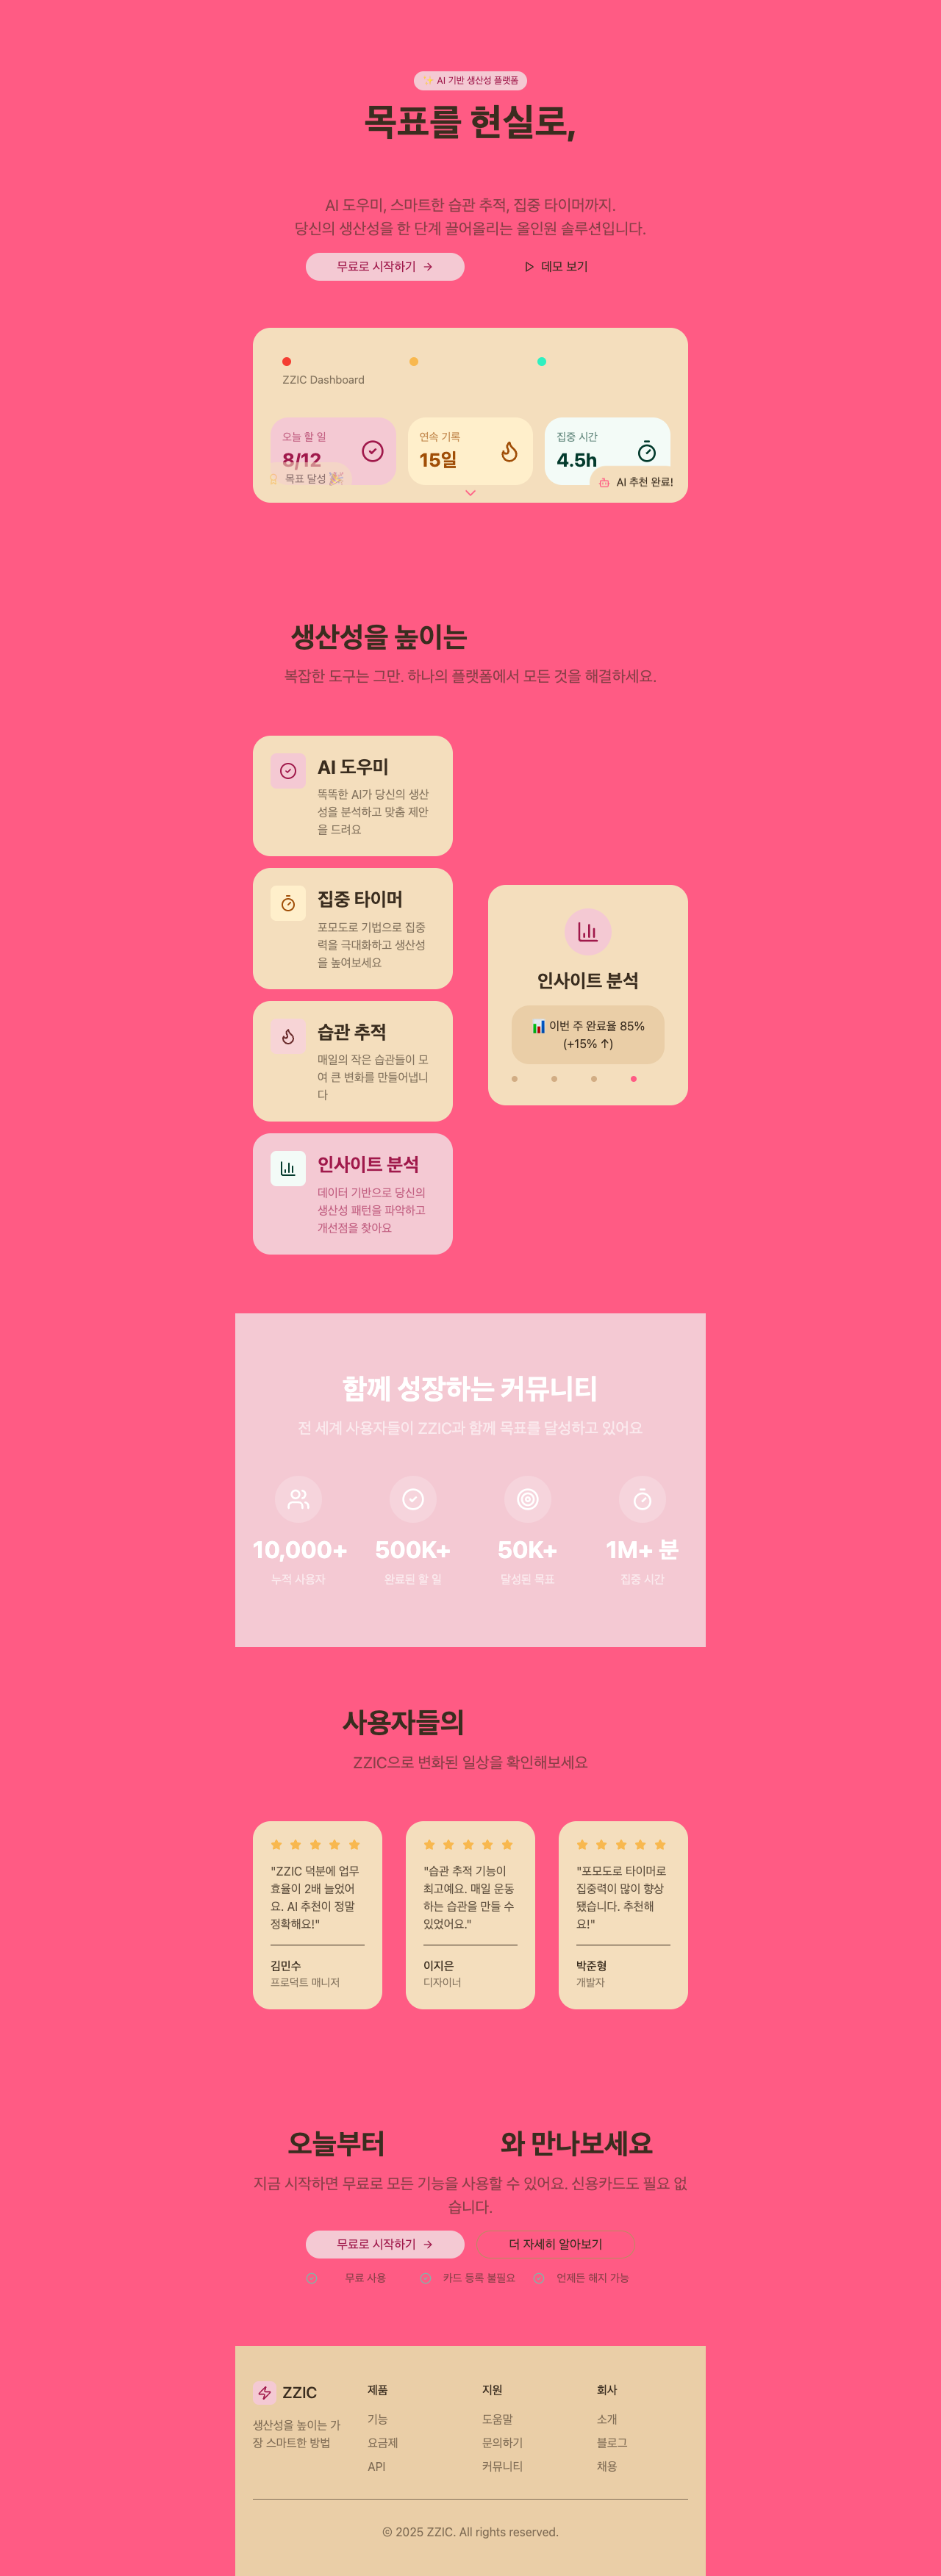 ✨ AI 기반 생산성 플랫폼
목표를 현실로,
AI 도우미, 스마트한 습관 추적, 집중 타이머까지.
당신의 생산성을 한 단계 끌어올리는 올인원 솔루션입니다.
무료로 시작하기 →
데모 보기
ZZIC Dashboard
오늘 할 일
8/12
연속 기록
15일
집중 시간
4.5h
목표 달성 🎉
AI 추천 완료!
생산성을 높이는
복잡한 도구는 그만. 하나의 플랫폼에서 모든 것을 해결하세요.
AI 도우미
똑똑한 AI가 당신의 생산
성을 분석하고 맞춤 제안
을 드려요
집중 타이머
포모도로 기법으로 집중
력을 극대화하고 생산성
을 높여보세요
습관 추적
매일의 작은 습관들이 모
여 큰 변화를 만들어냅니
다
인사이트 분석
데이터 기반으로 당신의
생산성 패턴을 파악하고
개선점을 찾아요
인사이트 분석
📊 이번 주 완료율 85%
(+15% ↑)
함께 성장하는 커뮤니티
전 세계 사용자들이 ZZIC과 함께 목표를 달성하고 있어요
10,000+
누적 사용자
500K+
완료된 할 일
50K+
달성된 목표
1M+ 분
집중 시간
사용자들의
ZZIC으로 변화된 일상을 확인해보세요
"ZZIC 덕분에 업무
효율이 2배 늘었어
요. AI 추천이 정말
정확해요!"
김민수
프로덕트 매니저
"습관 추적 기능이
최고예요. 매일 운동
하는 습관을 만들 수
있었어요."
이지은
디자이너
"포모도로 타이머로
집중력이 많이 향상
됐습니다. 추천해
요!"
박준형
개발자
오늘부터 와 만나보세요
지금 시작하면 무료로 모든 기능을 사용할 수 있어요. 신용카드도 필요 없
습니다.
무료로 시작하기 →
더 자세히 알아보기
무료 사용
카드 등록 불필요
언제든 해지 가능
ZZIC
생산성을 높이는 가
장 스마트한 방법
제품
기능
요금제
API
지원
도움말
문의하기
커뮤니티
회사
소개
블로그
채용
© 2025 ZZIC. All rights reserved.